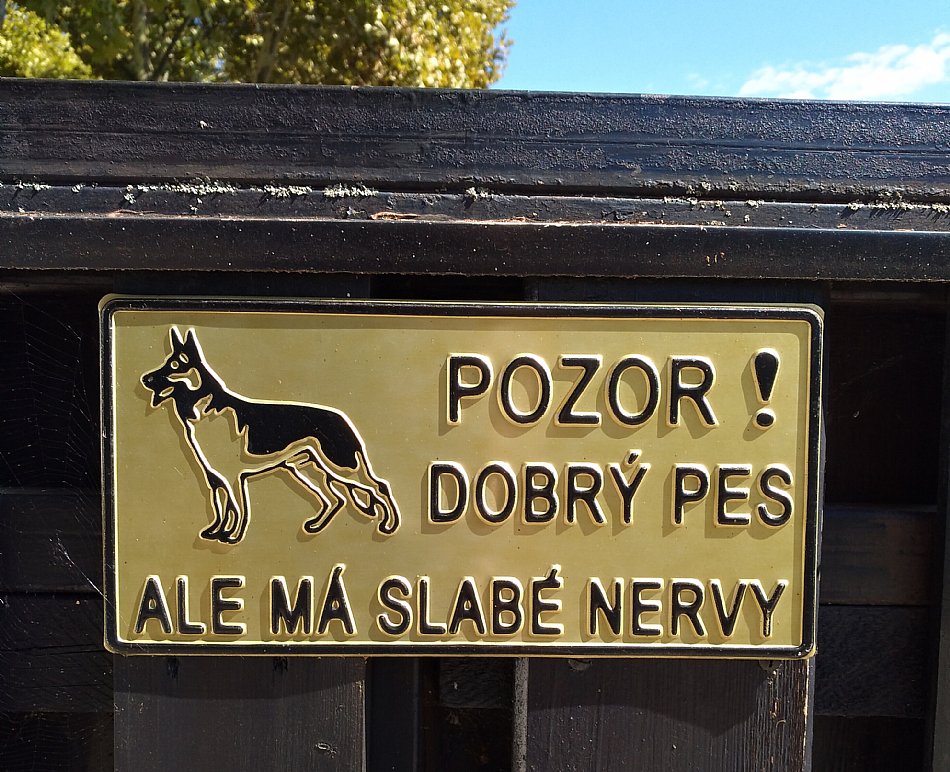 POZOR !
DOBRÝ PES
ALE MÁ SLABÉ NERVY